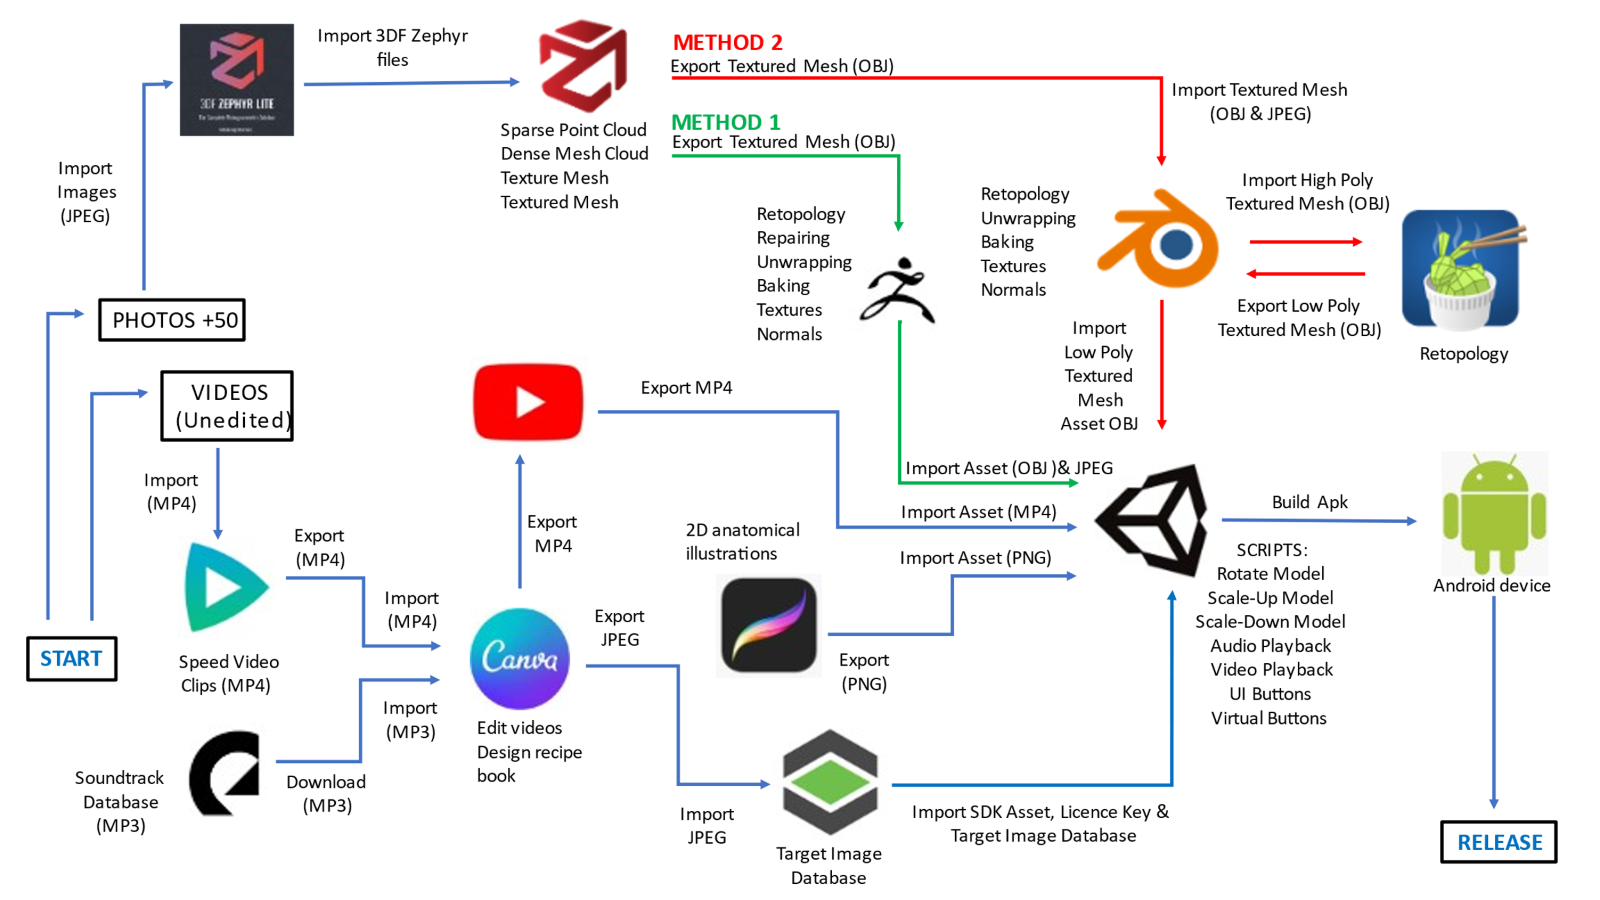 3DF ZEPHYR LITE
Import 3DF Zephyr
files
Sparse Point Cloud
Dense Mesh Cloud
Texture Mesh
Textured Mesh
METHOD 2
Export Textured Mesh (OBJ)
METHOD 1
Export Textured Mesh (OBJ)
Import Textured Mesh
(OBJ & JPEG)
Import
Images
(JPEG)
Retopology
Repairing
Unwrapping
Baking
Textures
Normals
Retopology
Unwrapping
Baking
Textures
Normals
Import High Poly
Textured Mesh (OBJ)
Export Low Poly
Textured Mesh (OBJ)
Retopology
PHOTOS +50
VIDEOS
(Unedited)
Import
Low Poly
Textured
Mesh
Asset OBJ
Export MP4
Import
(MP4)
Export
(MP4)
Export
MP4
Import Asset (OBJ )& JPEG
Import Asset (MP4)
Import Asset (PNG)
2D anatomical
illustrations
Build Apk
Android device
SCRIPTS:
Rotate Model
Scale-Up Model
Scale-Down Model
Audio Playback
Video Playback
UI Buttons
Virtual Buttons
START
Speed Video
Clips (MP4)
Import
(MP4)
Canva
Export
JPEG
Export
(PNG)
Import
(MP3)
Edit videos
Design recipe
book
Soundtrack
Database
(MP3)
Download
(MP3)
Import
JPEG
Target Image
Database
Import SDK Asset, Licence Key &
Target Image Database
RELEASE